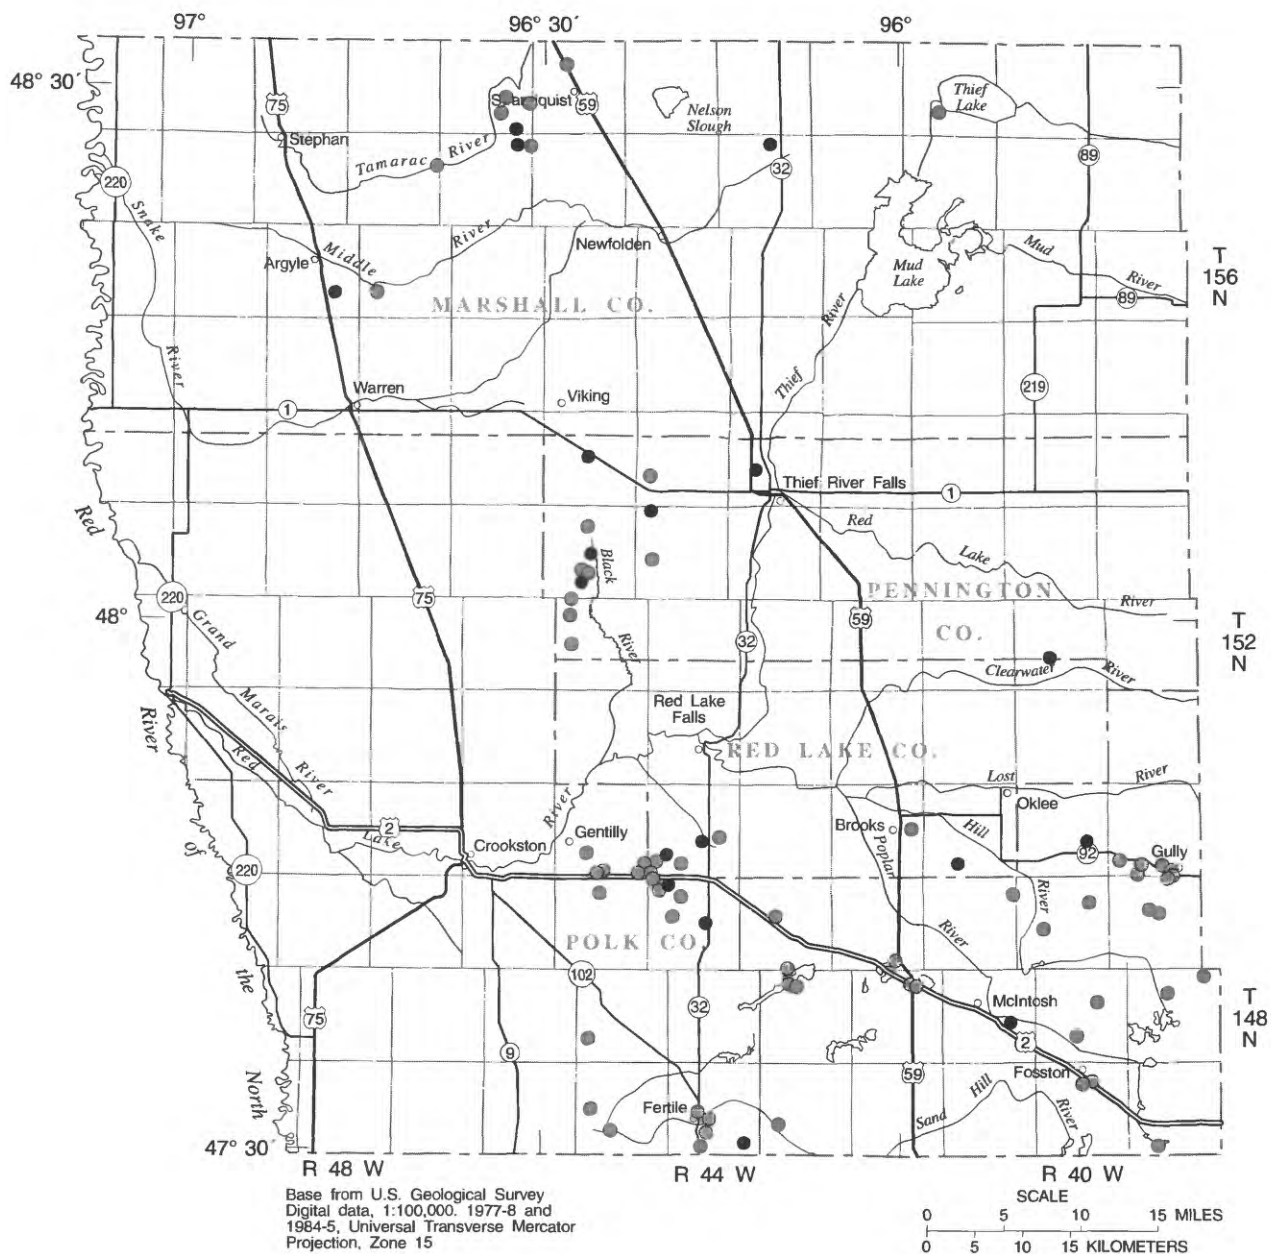 97°
96° 30´
96°
48° 30´
75
S. arnquist
59
Nelson
Slough
Thief
Lake
Stephan
Tamarac River
32
89
220
Snake
River
Newfolden
Mud
River
T
156
N
Argyle
Middle River
Mud
Lake
89
MARSHALL CO.
Thief River
219
Warren
Viking
1
Thief River Falls
1
Red Lake River
Red
Black
River
PENNINGTON
CO.
220
75
48°
Grand
Marais
River
59
T
152
N
32
Clearwater River
Red Lake
Falls
River
Red
Lake
RED LAKE CO.
Lost River
Oklee
River
2
Gentilly
Brooks
Hill
River
Crookston
Poplar
River
92
Gully
of
220
POLK CO.
102
the
McIntosh
T
148
N
75
32
2
9
59
Fosston
Hill
North
Fertile
Sand
River
47° 30´
R 48 W
R 44 W
R 40 W
Base from U.S. Geological Survey
Digital data, 1:100,000. 1977-8 and
1984-5, Universal Transverse Mercator
Projection, Zone 15
SCALE
0 5 10 15 MILES
0 5 10 15 KILOMETERS